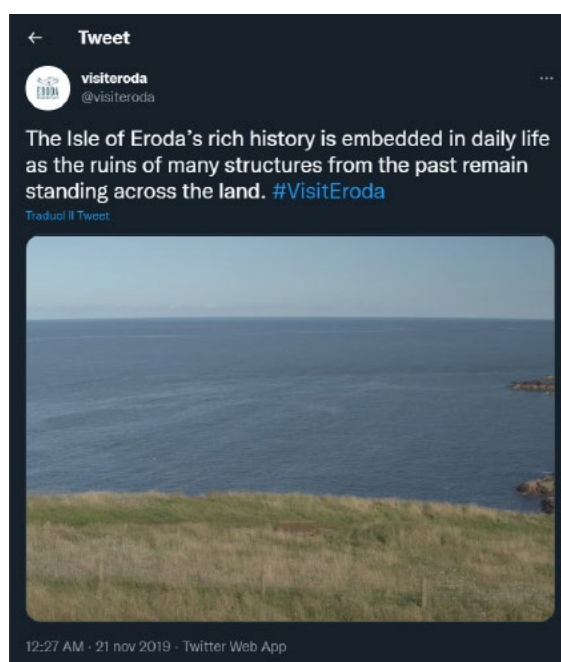 Tweet
visiteroda
@visiteroda
ERODA
The Isle of Eroda's rich history is embedded in daily life
as the ruins of many structures from the past remain
standing across the land. #VisitEroda
Traduci il Tweet
12:27 AM · 21 nov 2019 · Twitter Web App